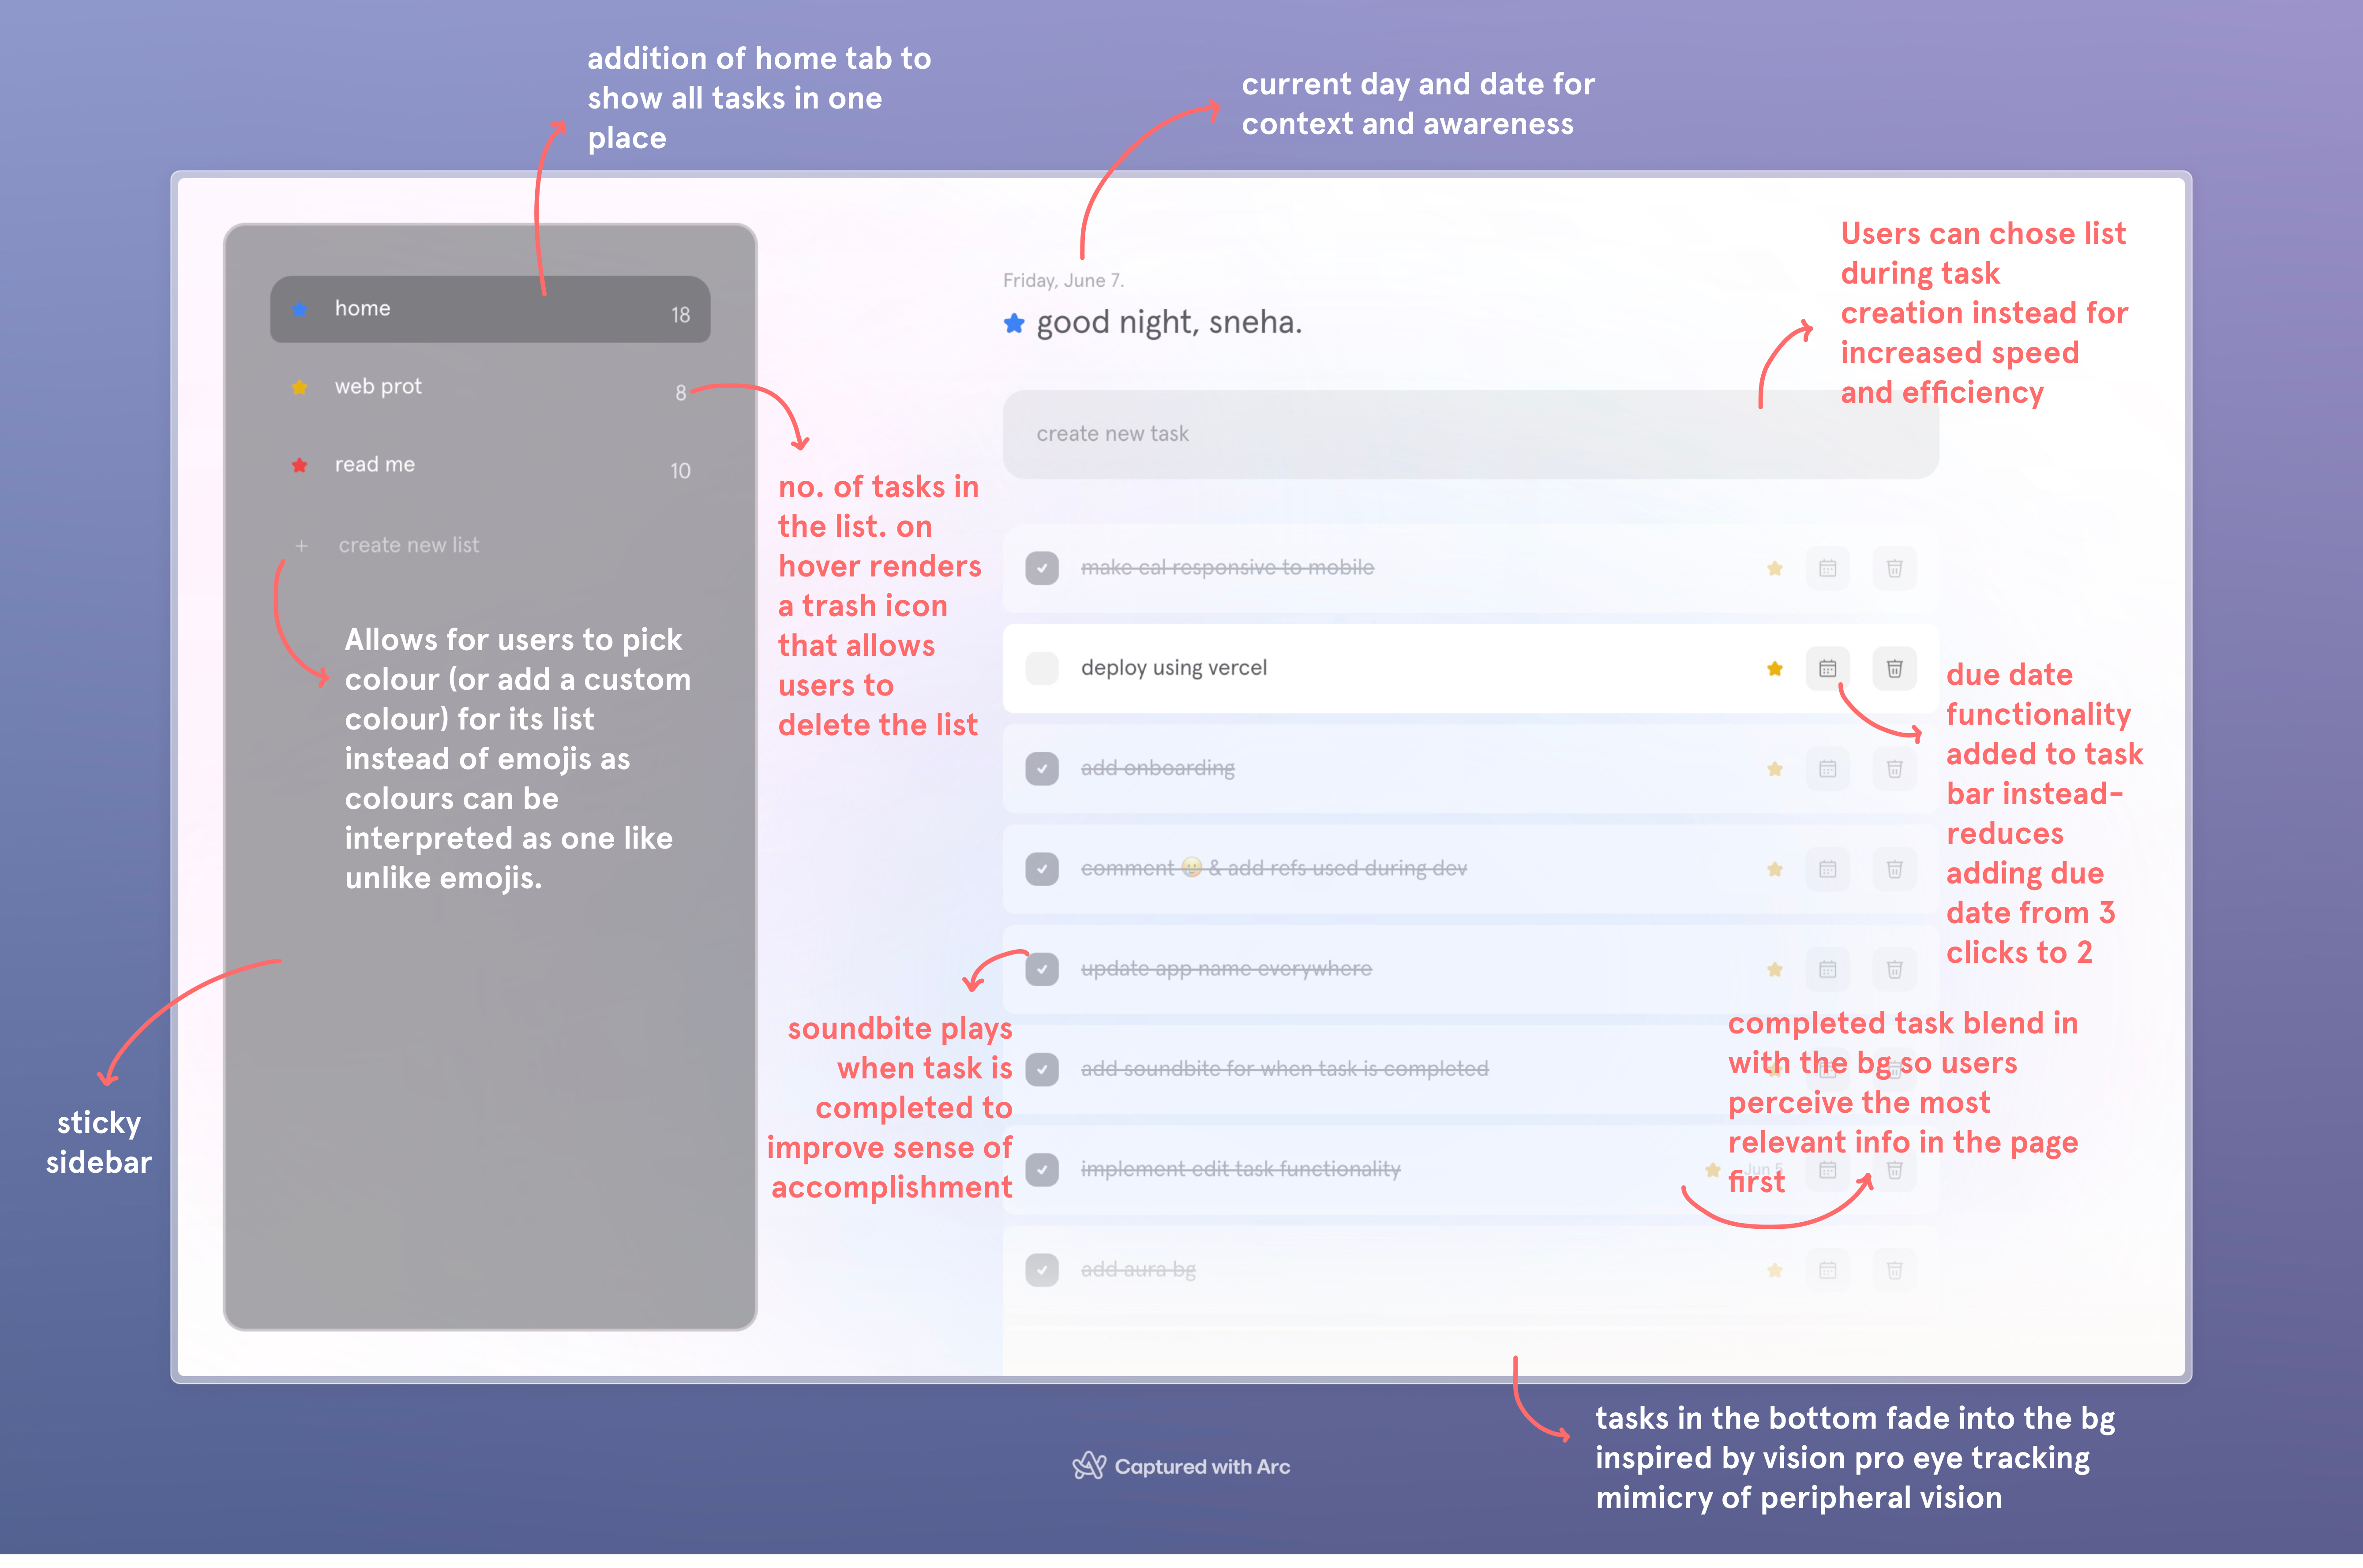 addition of home tab to
show all tasks in one
place
current day and date for
context and awareness
home
18
web prot
8
read me
10
+ create new list
Allows for users to pick
colour (or add a custom
colour) for its list
instead of emojis as
colours can be
interpreted as one like
unlike emojis.
sticky
sidebar
no. of tasks in
the list. on
hover renders
a trash icon
that allows
users to
delete the list
soundbite plays
when task is
completed to
improve sense of
accomplishment
Friday, June 7.
good night, sneha.
Users can chose list
during task
creation instead for
increased speed
and efficiency
create new task
make cal responsive to mobile
deploy using vercel
add onboarding
comment 🥲 & add refs used during dev
update app name everywhere
add soundbite for when task is completed
implement edit task functionality
Jun 5
add aura bg
due date
functionality
added to task
bar instead-
reduces
adding due
date from 3
clicks to 2
completed task blend in
with the bg so users
perceive the most
relevant info in the page
first
Captured with Arc
tasks in the bottom fade into the bg
inspired by vision pro eye tracking
mimicry of peripheral vision